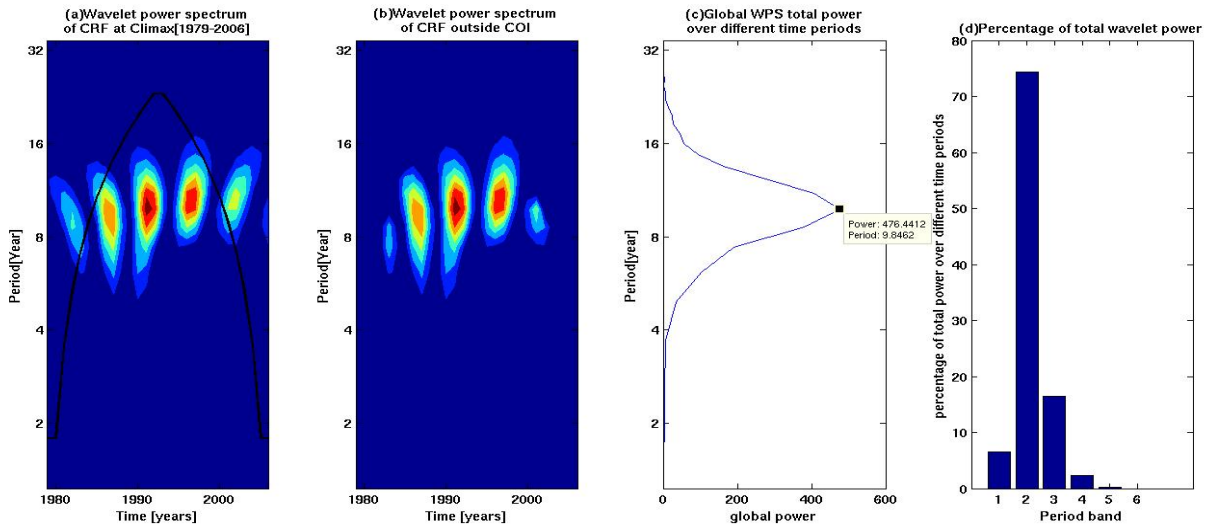 (a)Wavelet power spectrum
of CRF at Climax[1979-2006]
32
16
8
4
2
Period[Year]
1980
1990
2000
Time [years]
(b)Wavelet power spectrum
of CRF outside COI
32
16
8
4
2
Period[Year]
1980
1990
2000
Time [years]
(c)Global WPS total power
over different time periods
32
16
8
4
2
Period[year]
Power: 476.4412
Period: 9.8462
0
200
400
600
global power
(d)Percentage of total wavelet power
80
70
60
50
40
30
20
10
0
percentage of total power over different time periods
1
2
3
4
5
6
Period band